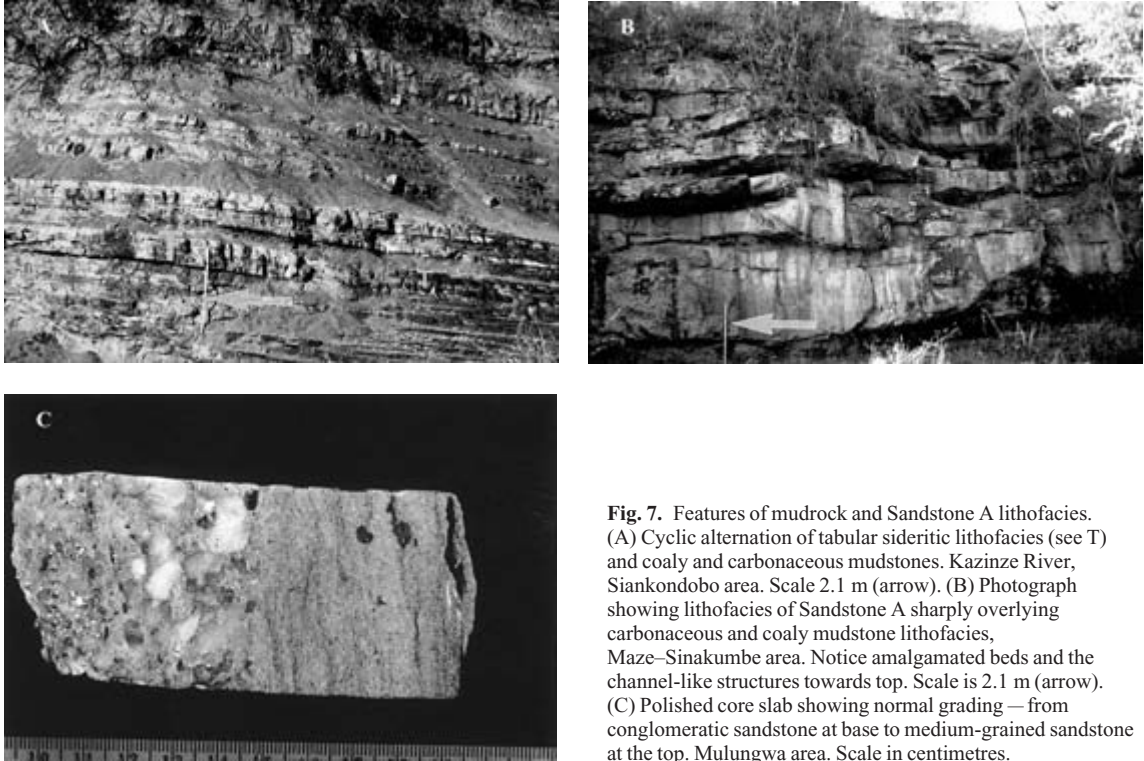 A
B
C
Fig. 7. Features of mudrock and Sandstone A lithofacies.
(A) Cyclic alternation of tabular sideritic lithofacies (see T)
and coaly and carbonaceous mudstones. Kazinze River,
Siankondobo area. Scale 2.1 m (arrow). (B) Photograph
showing lithofacies of Sandstone A sharply overlying
carbonaceous and coaly mudstone lithofacies,
Maze–Sinakumbe area. Notice amalgamated beds and the
channel-like structures towards top. Scale is 2.1 m (arrow).
(C) Polished core slab showing normal grading — from
conglomeratic sandstone at base to medium-grained sandstone
at the top. Mulungwa area. Scale in centimetres.